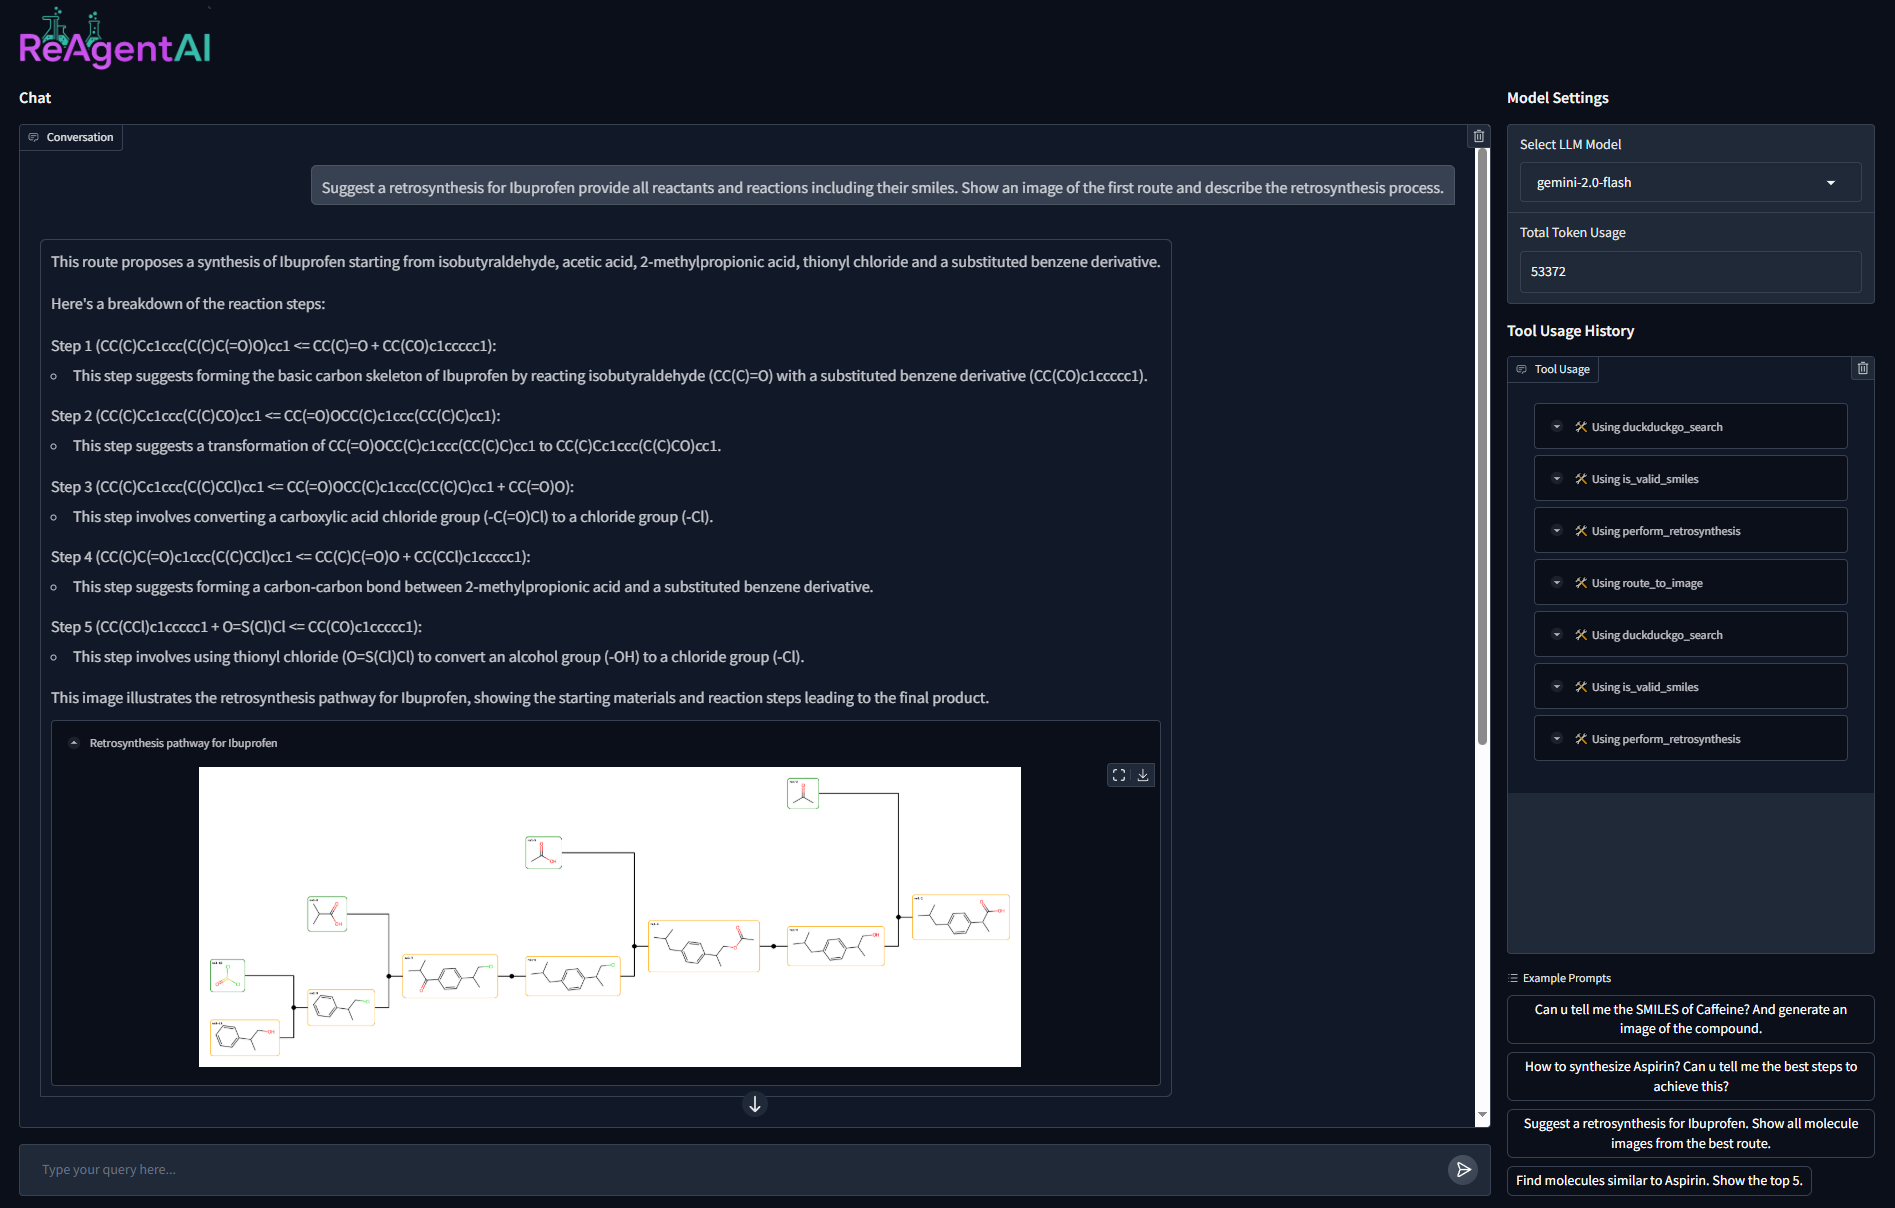 ReAgentAI
Chat
Conversation
Suggest a retrosynthesis for Ibuprofen provide all reactants and reactions including their smiles. Show an image of the first route and describe the retrosynthesis process.
This route proposes a synthesis of Ibuprofen starting from isobutyraldehyde, acetic acid, 2-methylpropionic acid, thionyl chloride and a substituted benzene derivative.
Here's a breakdown of the reaction steps:
Step 1 (CC(C)Cc1ccc(C(C)C(=O)O)cc1 <= CC(C)=O + CC(CO)c1ccccc1):
This step suggests forming the basic carbon skeleton of Ibuprofen by reacting isobutyraldehyde (CC(C)=O) with a substituted benzene derivative (CC(CO)c1ccccc1).
Step 2 (CC(C)Cc1ccc(C(C)CO)cc1 <= CC(=O)OCC(C)c1ccc(CC(C)C)cc1):
This step suggests a transformation of CC(=O)OCC(C)c1ccc(CC(C)C)cc1 to CC(C)Cc1ccc(C(C)CO)cc1.
Step 3 (CC(C)Cc1ccc(C(C)CCl)cc1 <= CC(=O)OCC(C)c1ccc(CC(C)C)cc1 + CC(=O)O):
This step involves converting a carboxylic acid chloride group (-C(=O)Cl) to a chloride group (-Cl).
Step 4 (CC(C)C(=O)c1ccc(C(C)CCl)cc1 <= CC(C)C(=O)O + CC(CCl)c1ccccc1):
This step suggests forming a carbon-carbon bond between 2-methylpropionic acid and a substituted benzene derivative.
Step 5 (CC(CCl)c1ccccc1 + O=S(Cl)Cl <= CC(CO)c1ccccc1):
This step involves using thionyl chloride (O=S(Cl)Cl) to convert an alcohol group (-OH) to a chloride group (-Cl).
This image illustrates the retrosynthesis pathway for Ibuprofen, showing the starting materials and reaction steps leading to the final product.
Retrosynthesis pathway for Ibuprofen
Type your query here...
Model Settings
Select LLM Model
gemini-2.0-flash
Total Token Usage
53372
Tool Usage History
Tool Usage
Using duckduckgo_search
Using is_valid_smiles
Using perform_retrosynthesis
Using route_to_image
Using duckduckgo_search
Using is_valid_smiles
Using perform_retrosynthesis
Example Prompts
Can u tell me the SMILES of Caffeine? And generate an
image of the compound.
How to synthesize Aspirin? Can u tell me the best steps to
achieve this?
Suggest a retrosynthesis for Ibuprofen. Show all molecule
images from the best route.
Find molecules similar to Aspirin. Show the top 5.